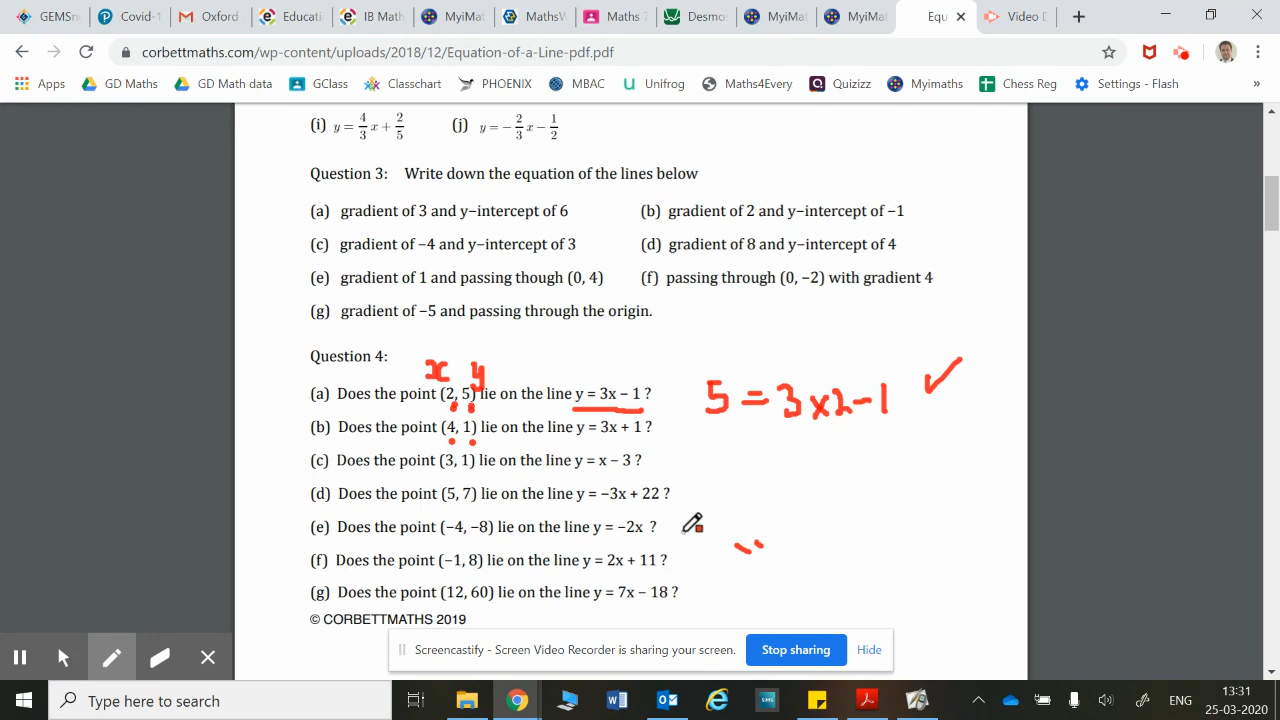 GEMSn
Covid-1
Oxford
Educati
IB Math
MyiMa
MathsW
Maths 7
Desmos
MyiMa
MyiMa
Equ
Video D
corbettmaths.com/wp-content/uploads/2018/12/Equation-of-a-Line-pdf.pdf
Apps GD Maths GD Math data GClass Classchart PHOENIX MBAC Unifrog Maths4Every Quizizz Myimaths Chess Reg Settings - Flash »
(i) y = 4/3 x + 2/5 (j) y = − 2/3 x − 1/2
Question 3: Write down the equation of the lines below
(a) gradient of 3 and y−intercept of 6 (b) gradient of 2 and y−intercept of −1
(c) gradient of −4 and y−intercept of 3 (d) gradient of 8 and y−intercept of 4
(e) gradient of 1 and passing though (0, 4) (f) passing through (0, −2) with gradient 4
(g) gradient of −5 and passing through the origin.
Question 4:
x y
(a) Does the point (2, 5) lie on the line y = 3x − 1 ? 5 = 3 x 2 - 1
(b) Does the point (4, 1) lie on the line y = 3x + 1 ?
(c) Does the point (3, 1) lie on the line y = x − 3 ?
(d) Does the point (5, 7) lie on the line y = −3x + 22 ?
(e) Does the point (−4, −8) lie on the line y = −2x ?
(f) Does the point (−1, 8) lie on the line y = 2x + 11 ?
(g) Does the point (12, 60) lie on the line y = 7x − 18 ?
© CORBETTMATHS 2019
Screencastify - Screen Video Recorder is sharing your screen. Stop sharing Hide
Type here to search
ENG
13:31
25-03-2020